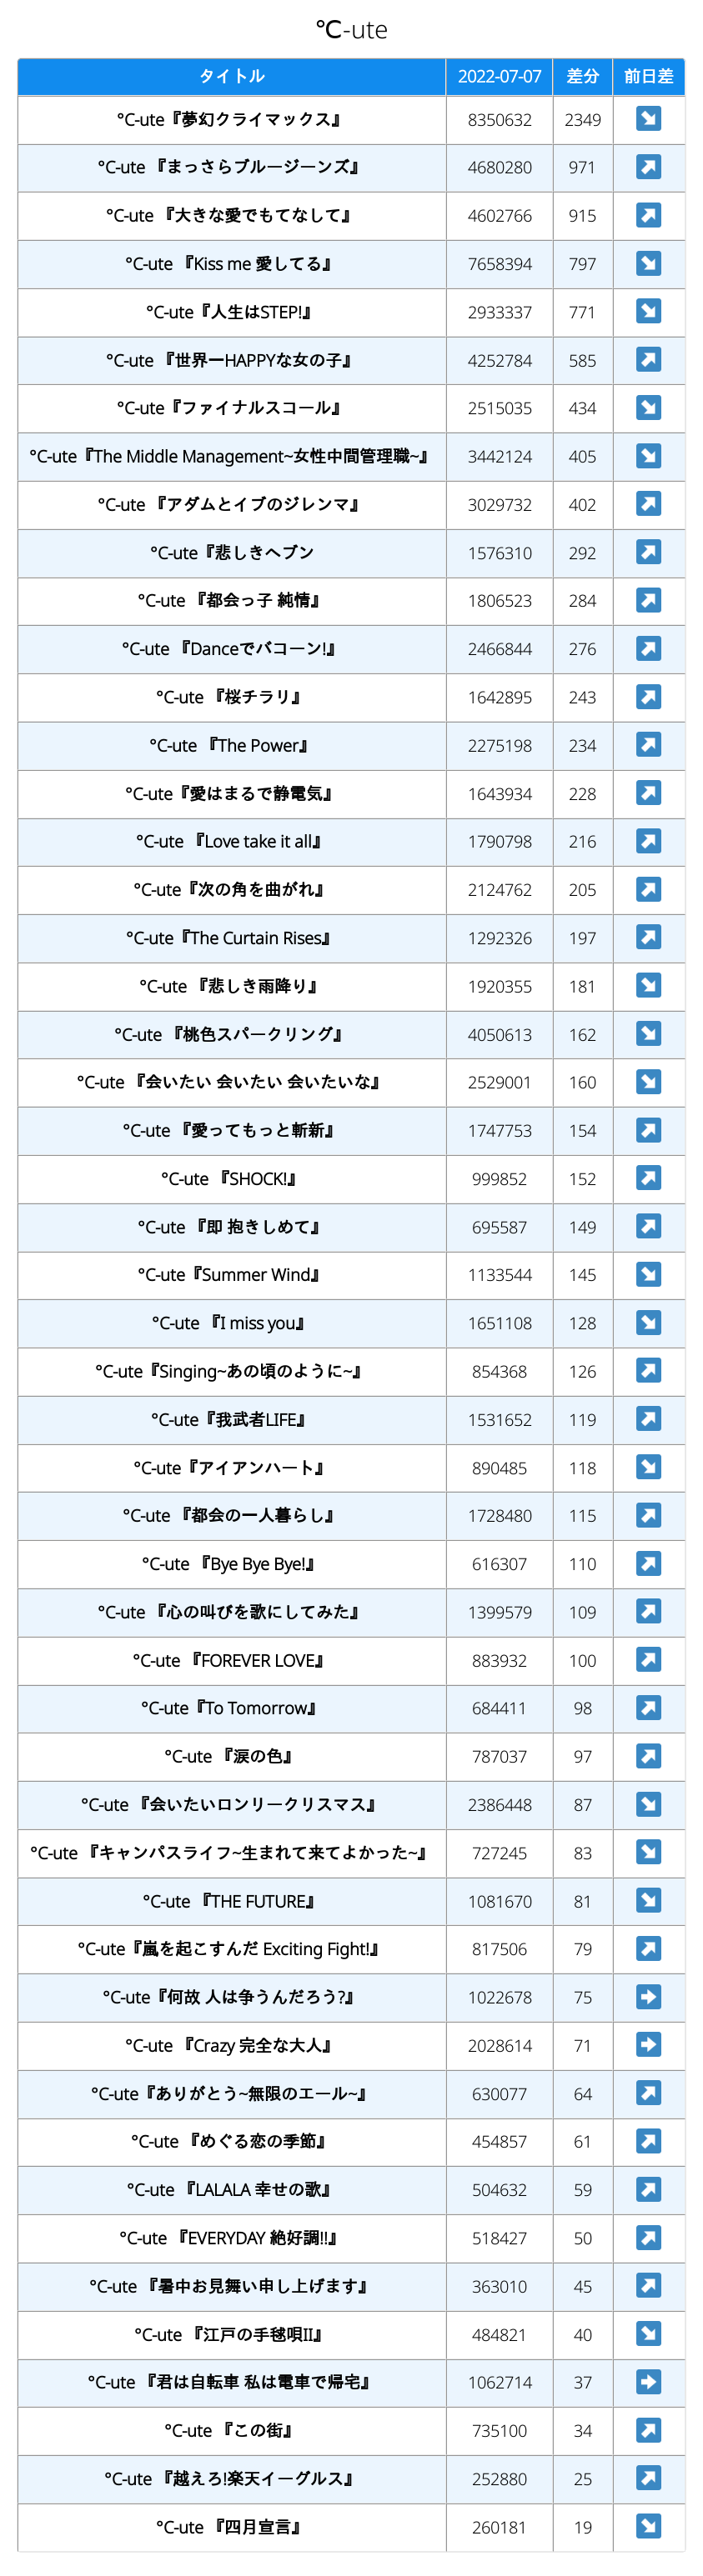 ℃-ute
タイトル 2022-07-07 差分 前日差
°C-ute『夢幻クライマックス』 8350632 2349 ↘
°C-ute 『まっさらブルージーンズ』 4680280 971 ↗
°C-ute 『大きな愛でもてなして』 4602766 915 ↗
°C-ute 『Kiss me 愛してる』 7658394 797 ↘
°C-ute『人生はSTEP!』 2933337 771 ↘
°C-ute 『世界一HAPPYな女の子』 4252784 585 ↗
°C-ute『ファイナルスコール』 2515035 434 ↘
°C-ute『The Middle Management~女性中間管理職~』 3442124 405 ↘
°C-ute 『アダムとイブのジレンマ』 3029732 402 ↗
°C-ute『悲しきヘブン 1576310 292 ↗
°C-ute 『都会っ子 純情』 1806523 284 ↗
°C-ute 『Danceでバコーン!』 2466844 276 ↗
°C-ute 『桜チラリ』 1642895 243 ↗
°C-ute 『The Power』 2275198 234 ↗
°C-ute『愛はまるで静電気』 1643934 228 ↗
°C-ute 『Love take it all』 1790798 216 ↗
°C-ute『次の角を曲がれ』 2124762 205 ↗
°C-ute『The Curtain Rises』 1292326 197 ↗
°C-ute 『悲しき雨降り』 1920355 181 ↘
°C-ute 『桃色スパークリング』 4050613 162 ↘
°C-ute 『会いたい 会いたい 会いたいな』 2529001 160 ↘
°C-ute 『愛ってもっと斬新』 1747753 154 ↗
°C-ute 『SHOCK!』 999852 152 ↗
°C-ute 『即 抱きしめて』 695587 149 ↗
°C-ute『Summer Wind』 1133544 145 ↘
°C-ute 『I miss you』 1651108 128 ↘
°C-ute『Singing~あの頃のように~』 854368 126 ↗
°C-ute『我武者LIFE』 1531652 119 ↗
°C-ute『アイアンハート』 890485 118 ↘
°C-ute 『都会の一人暮らし』 1728480 115 ↗
°C-ute 『Bye Bye Bye!』 616307 110 ↗
°C-ute 『心の叫びを歌にしてみた』 1399579 109 ↗
°C-ute 『FOREVER LOVE』 883932 100 ↗
°C-ute『To Tomorrow』 684411 98 ↗
°C-ute 『涙の色』 787037 97 ↗
°C-ute 『会いたいロンリークリスマス』 2386448 87 ↘
°C-ute 『キャンパスライフ~生まれて来てよかった~』 727245 83 ↘
°C-ute 『THE FUTURE』 1081670 81 ↘
°C-ute『嵐を起こすんだ Exciting Fight!』 817506 79 ↗
°C-ute『何故 人は争うんだろう?』 1022678 75 ➡
°C-ute 『Crazy 完全な大人』 2028614 71 ➡
°C-ute『ありがとう~無限のエール~』 630077 64 ↗
°C-ute 『めぐる恋の季節』 454857 61 ↗
°C-ute 『LALALA 幸せの歌』 504632 59 ↗
°C-ute 『EVERYDAY 絶好調!!』 518427 50 ↗
°C-ute 『暑中お見舞い申し上げます』 363010 45 ↗
°C-ute 『江戸の手毬唄II』 484821 40 ↘
°C-ute 『君は自転車 私は電車で帰宅』 1062714 37 ➡
°C-ute 『この街』 735100 34 ↗
°C-ute 『越えろ!楽天イーグルス』 252880 25 ↗
°C-ute 『四月宣言』 260181 19 ↘